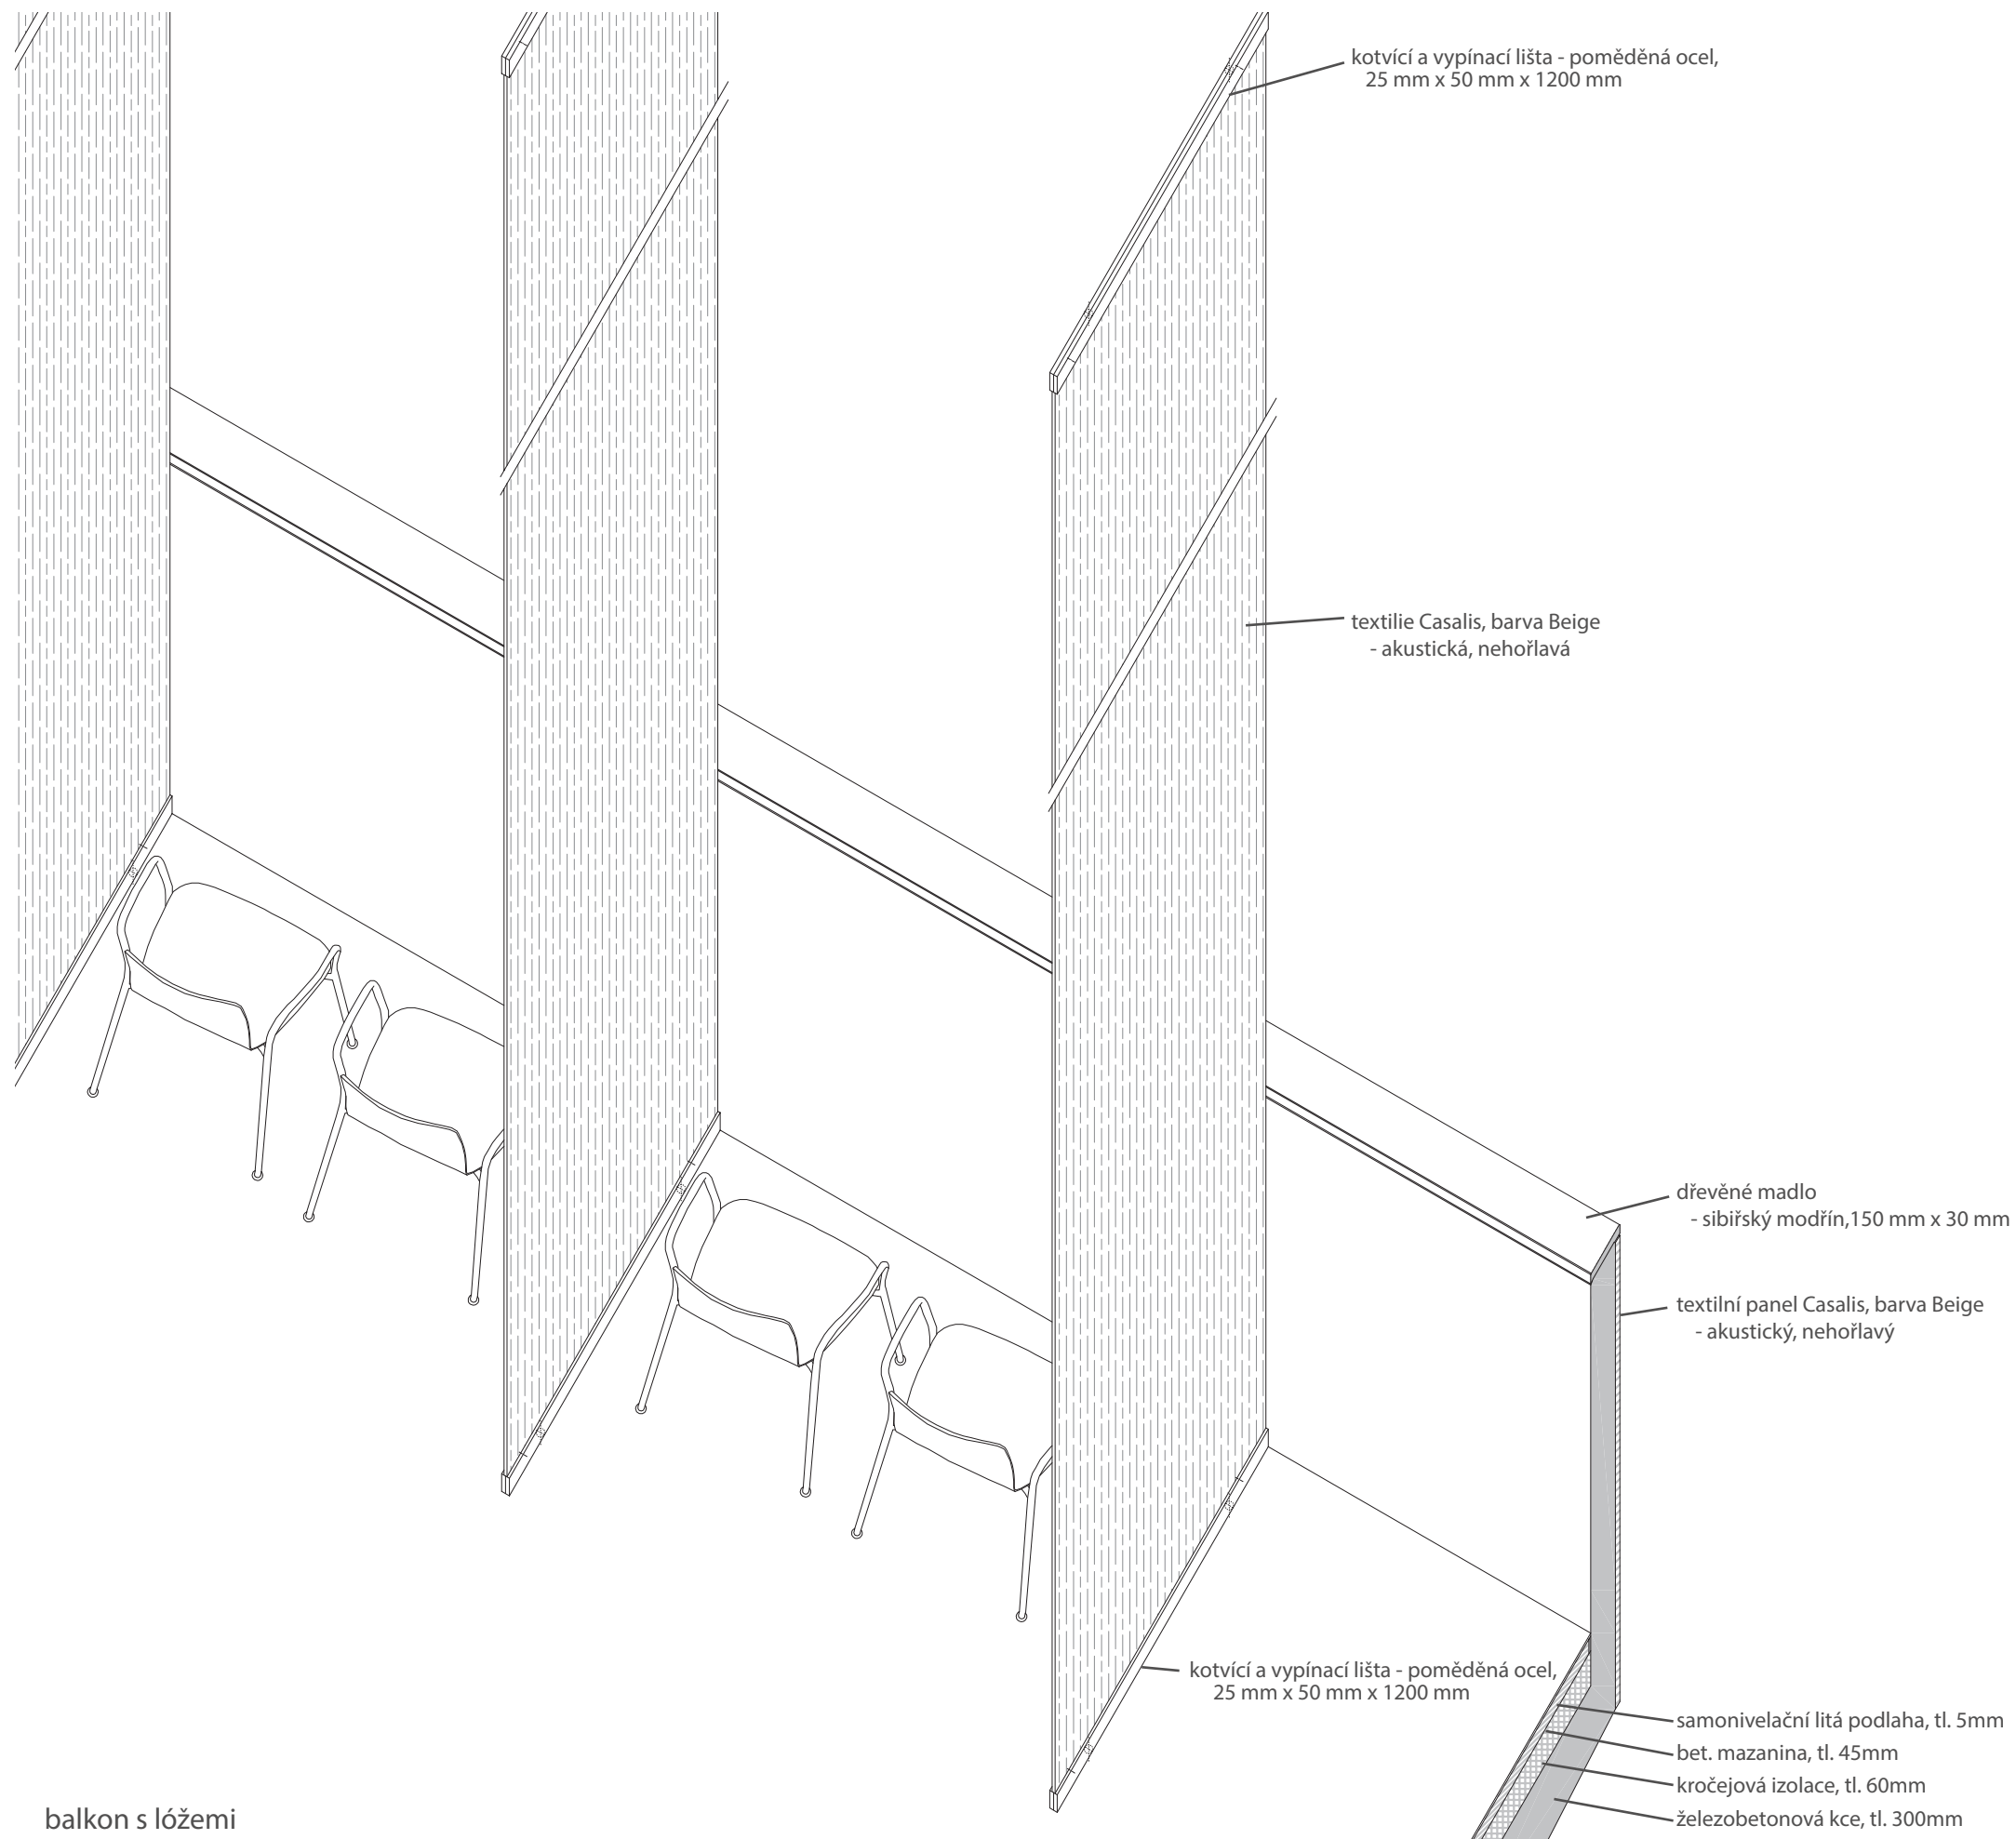 kotvící a vypínací lišta - poměděná ocel,
25 mm x 50 mm x 1200 mm
textilie Casalis, barva Beige
- akustická, nehořlavá
dřevěné madlo
- sibiřský modřín,150 mm x 30 mm
textilní panel Casalis, barva Beige
- akustický, nehořlavý
kotvící a vypínací lišta - poměděná ocel,
25 mm x 50 mm x 1200 mm
samonivelační litá podlaha, tl. 5mm
bet. mazanina, tl. 45mm
kročejová izolace, tl. 60mm
železobetonová kce, tl. 300mm
balkon s lóžemi